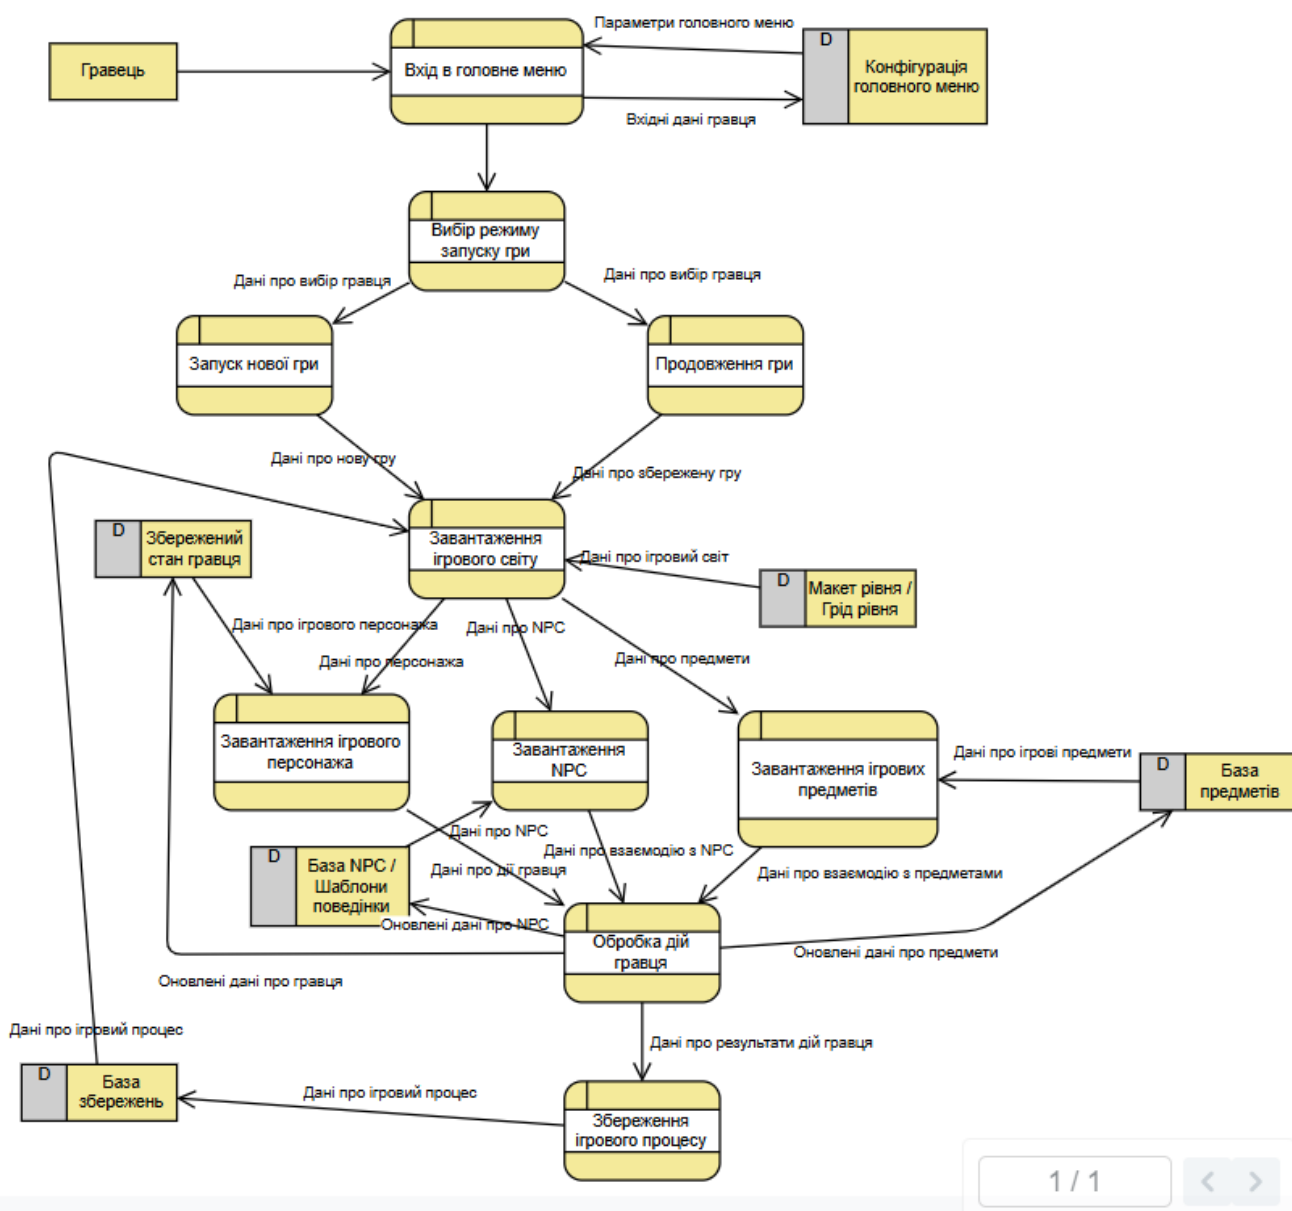 Параметри головного меню
D
Гравець
Вхід в головне меню
Конфігурація
головного меню
Вхідні дані гравця
Вибір режиму
запуску гри
Дані про вибір гравця
Дані про вибір гравця
Запуск нової гри
Продовження гри
Дані про нову гру
Дані про збережену гру
D
Збережений
стан гравця
Завантаження
ігрового світу
Дані про ігровий світ
D
Макет рівня /
Грід рівня
Дані про ігрового персонажа
Дані про NPC
Дані про персонажа
Дані про предмети
Завантаження ігрового
персонажа
Завантаження
NPC
Завантаження ігрових
предметів
Дані про ігрові предмети
D
База
предметів
Дані про NPC
D
База NPC /
Шаблони
поведінки
Дані про взаємодію з NPC
Дані про дії гравця
Дані про взаємодію з предметами
Оновлені дані про NPC
Обробка дій
гравця
Оновлені дані про предмети
Оновлені дані про гравця
Дані про ігровий процес
Дані про результати дій гравця
D
База
збережень
Дані про ігровий процес
Збереження
ігрового процесу
1 / 1